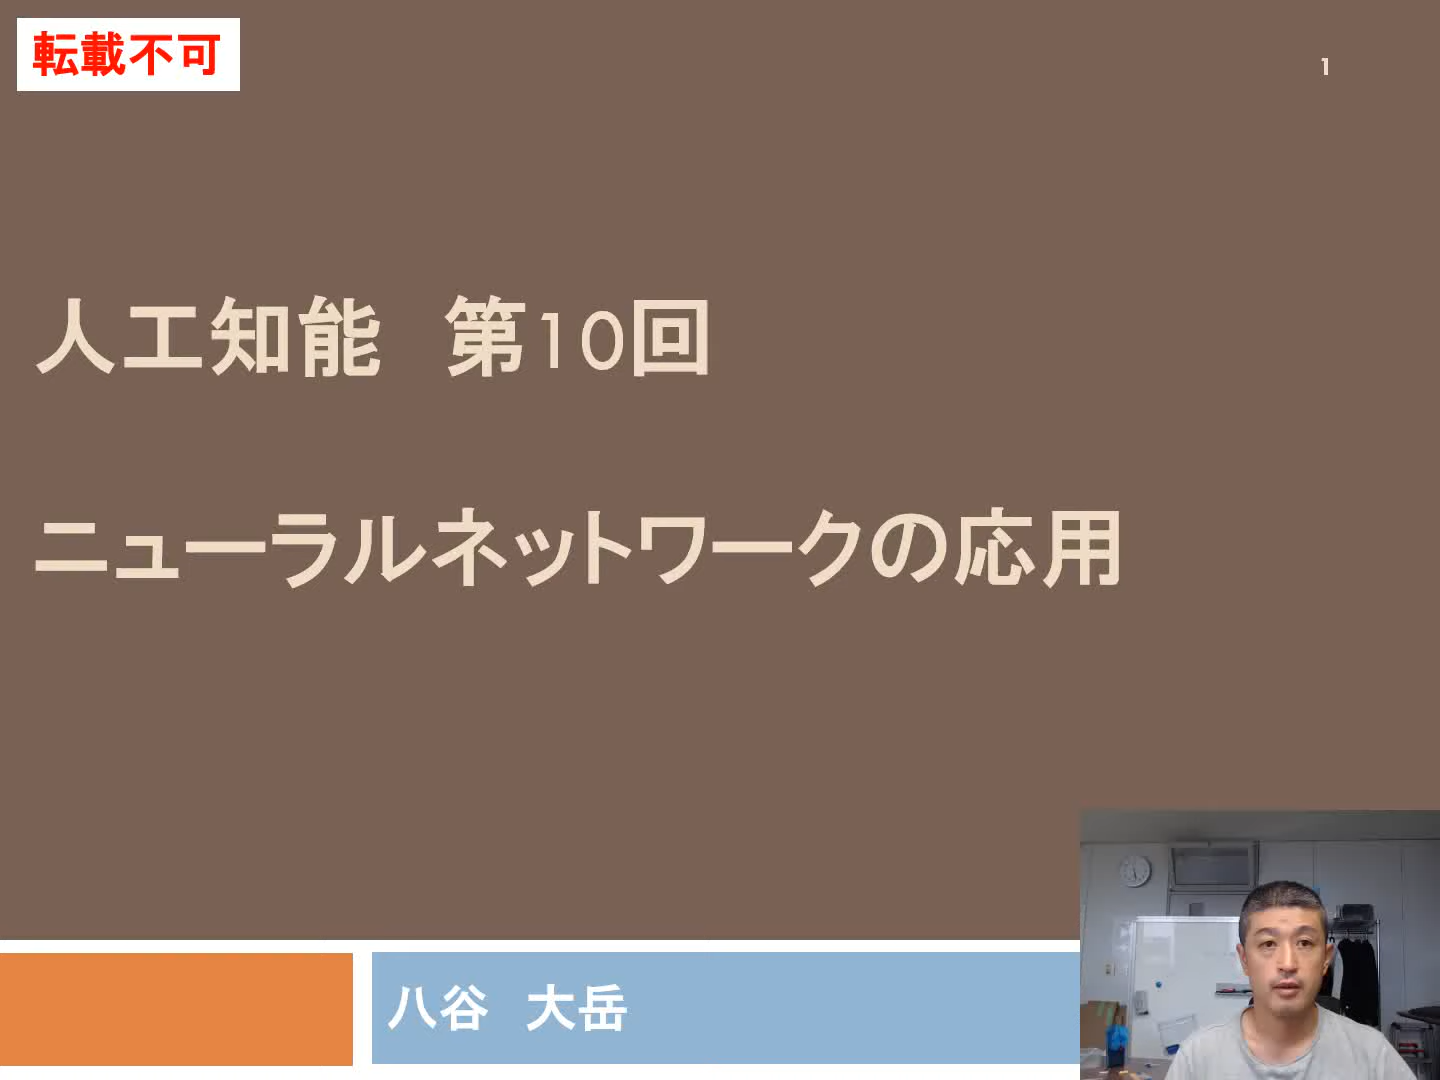 転載不可
1
人工知能　第10回
ニューラルネットワークの応用
八谷　大岳